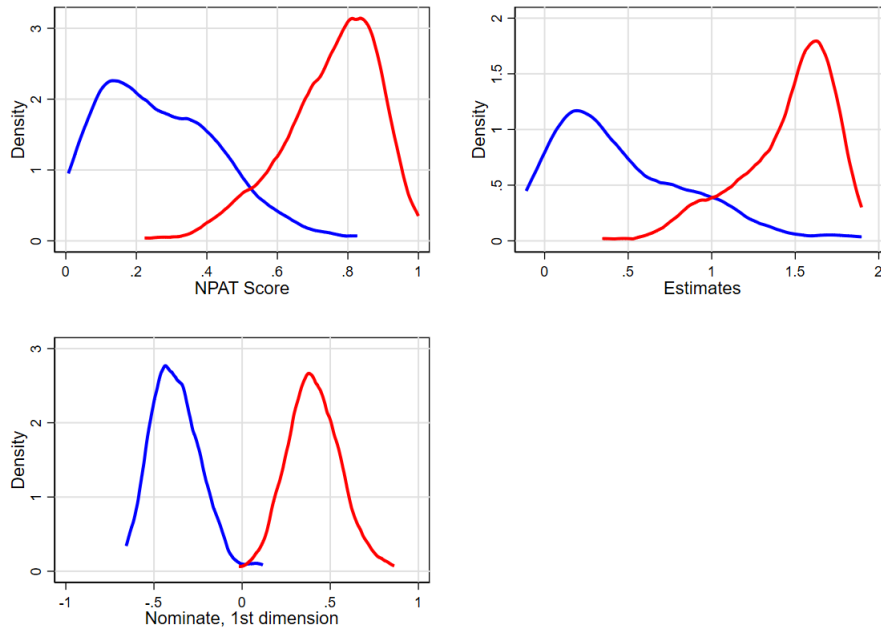 Density
3
2
1
0
0 .2 .4 .6 .8 1
NPAT Score
Density
2
1.5
1
.5
0
0 .5 1 1.5 2
Estimates
Density
3
2
1
0
-1 -.5 0 .5 1
Nominate, 1st dimension